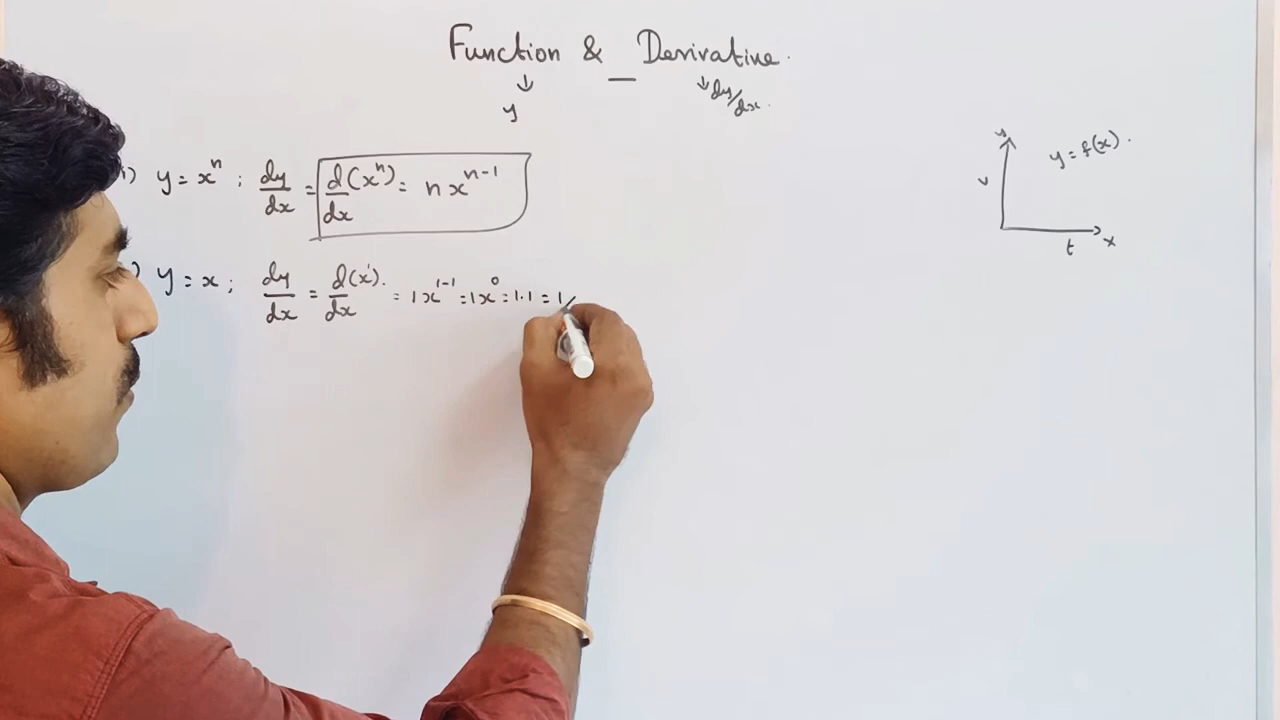 Function & Derivative.
↓ ↓ dy/dx.
y
i) y = xⁿ ; dy/dx = d(xⁿ)/dx = n xⁿ⁻¹
) y = x ; dy/dx = d(x¹)/dx. = 1x¹⁻¹ = 1x⁰ = 1.1 = 1
y
y = f(x).
v
t x